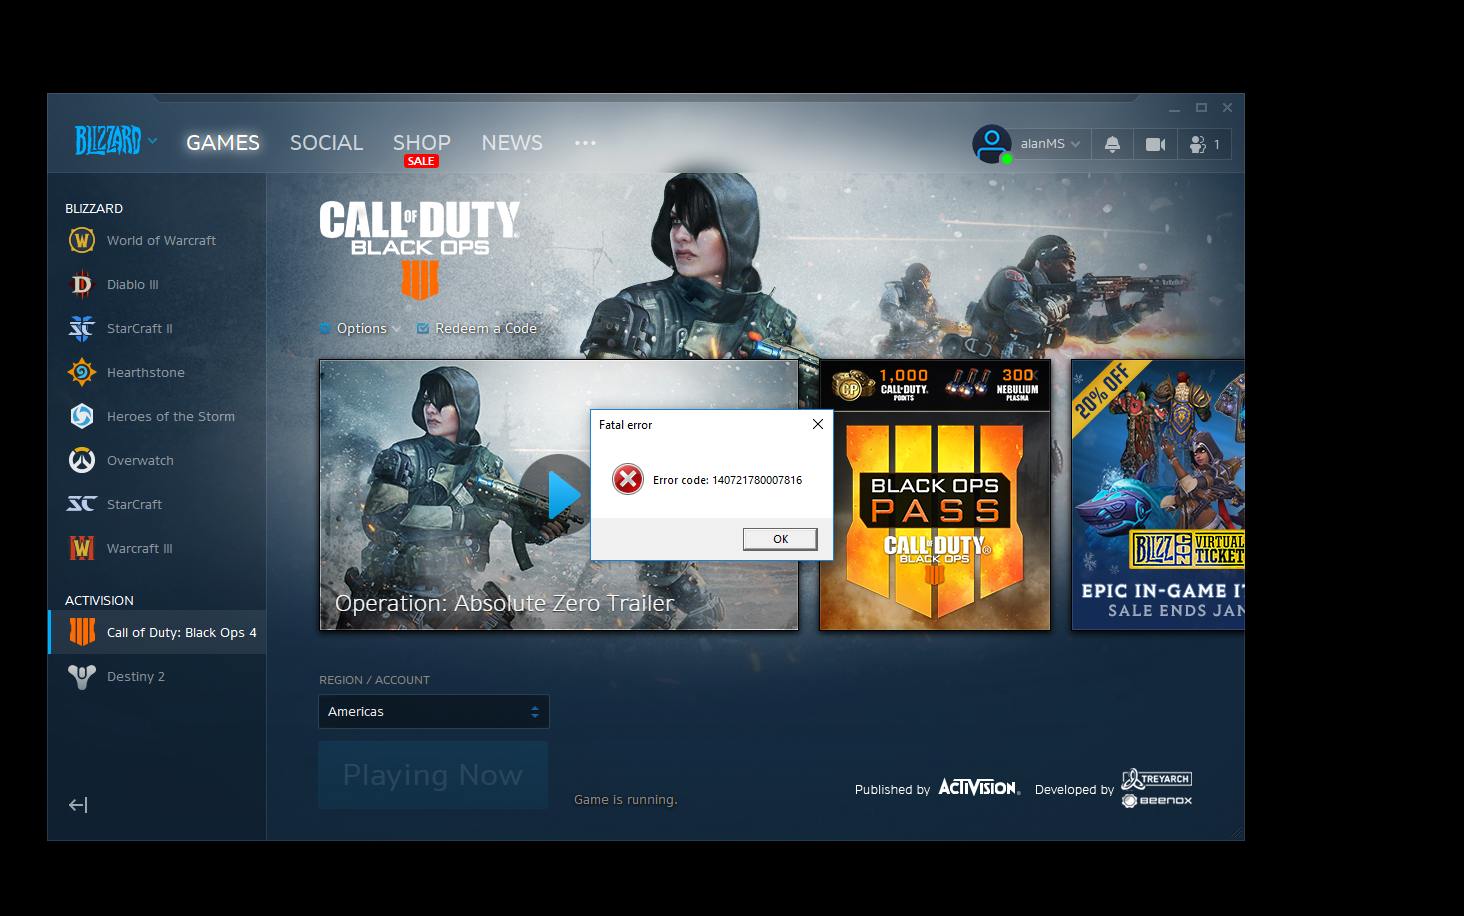 BLIZZARD
GAMES
SOCIAL
SHOP
SALE
NEWS
alanMS
1
BLIZZARD
World of Warcraft
Diablo III
StarCraft II
Hearthstone
Heroes of the Storm
Overwatch
StarCraft
Warcraft III
ACTIVISION
Call of Duty: Black Ops 4
Destiny 2
CALL OF DUTY
BLACK OPS
Options
Redeem a Code
Operation: Absolute Zero Trailer
Fatal error
Error code: 140721780007816
OK
CP
1,000
CALL OF DUTY
POINTS
300
NEBULIUM
PLASMA
BLACK OPS
PASS
CALL OF DUTY®
BLACK OPS
20% OFF
BLIZZCON
VIRTUAL
TICKET
EPIC IN-GAME I
SALE ENDS JAN
REGION / ACCOUNT
Americas
Playing Now
Game is running.
Published by ACTIVISION®
Developed by
TREYARCH
BEENOX